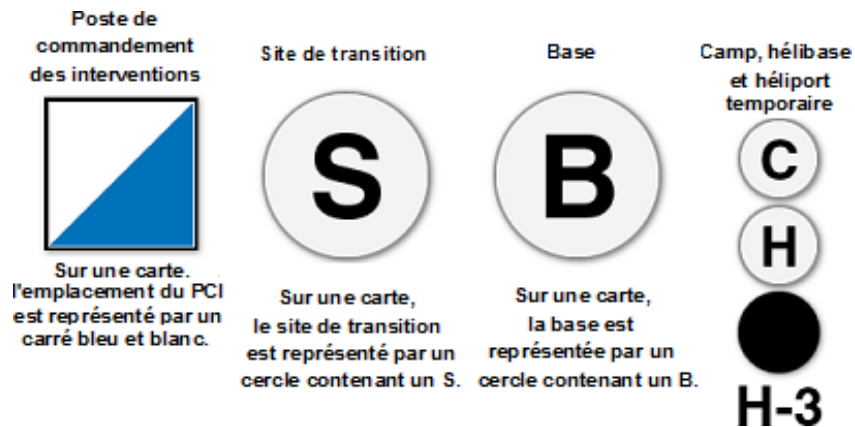 Poste de
commandement
des interventions
Sur une carte.
l'emplacement du PCI
est représenté par un
carré bleu et blanc.
Site de transition
S
Sur une carte,
le site de transition
est représenté par un
cercle contenant un S.
Base
B
Sur une carte,
la base est
représentée par un
cercle contenant un B.
Camp, hélibase
et héliport
temporaire
C
H
H-3